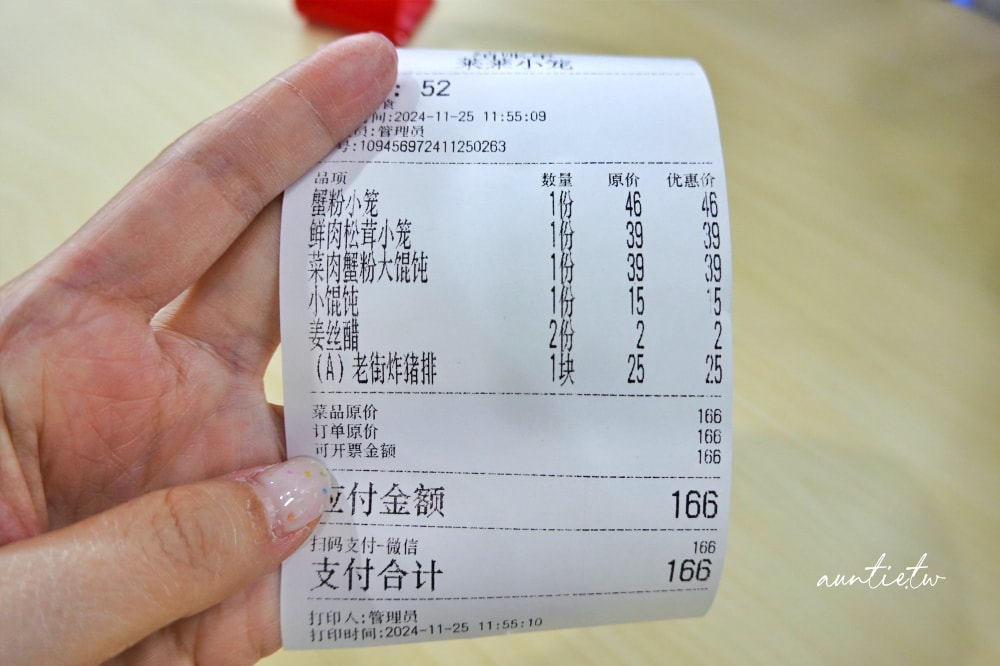 结账单
莱莱小笼
: 52
食
间:2024-11-25 11:55:09
员:管理员
号:109456972411250263
品项 数量 原价 优惠价
蟹粉小笼 1份 46 46
鲜肉松茸小笼 1份 39 39
菜肉蟹粉大馄饨 1份 39 39
小馄饨 1份 15 15
姜丝醋 2份 2 2
(A)老街炸猪排 1块 25 25
菜品原价 166
订单原价 166
可开票金额 166
应付金额 166
扫码支付-微信 166
支付合计 166
打印人:管理员
打印时间:2024-11-25 11:55:10
auntie.tw